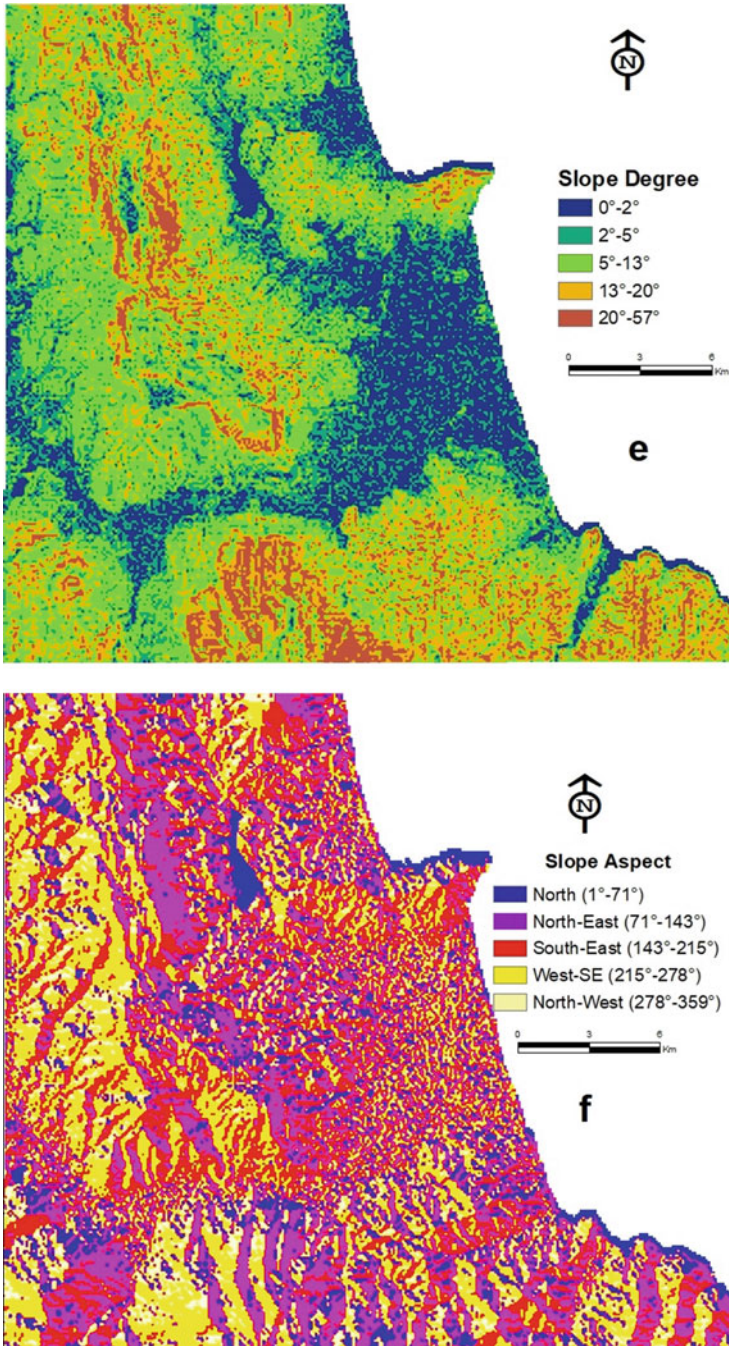 N
Slope Degree
0°-2°
2°-5°
5°-13°
13°-20°
20°-57°
0 3 6
Km
e
N
Slope Aspect
North (1°-71°)
North-East (71°-143°)
South-East (143°-215°)
West-SE (215°-278°)
North-West (278°-359°)
0 3 6
Km
f